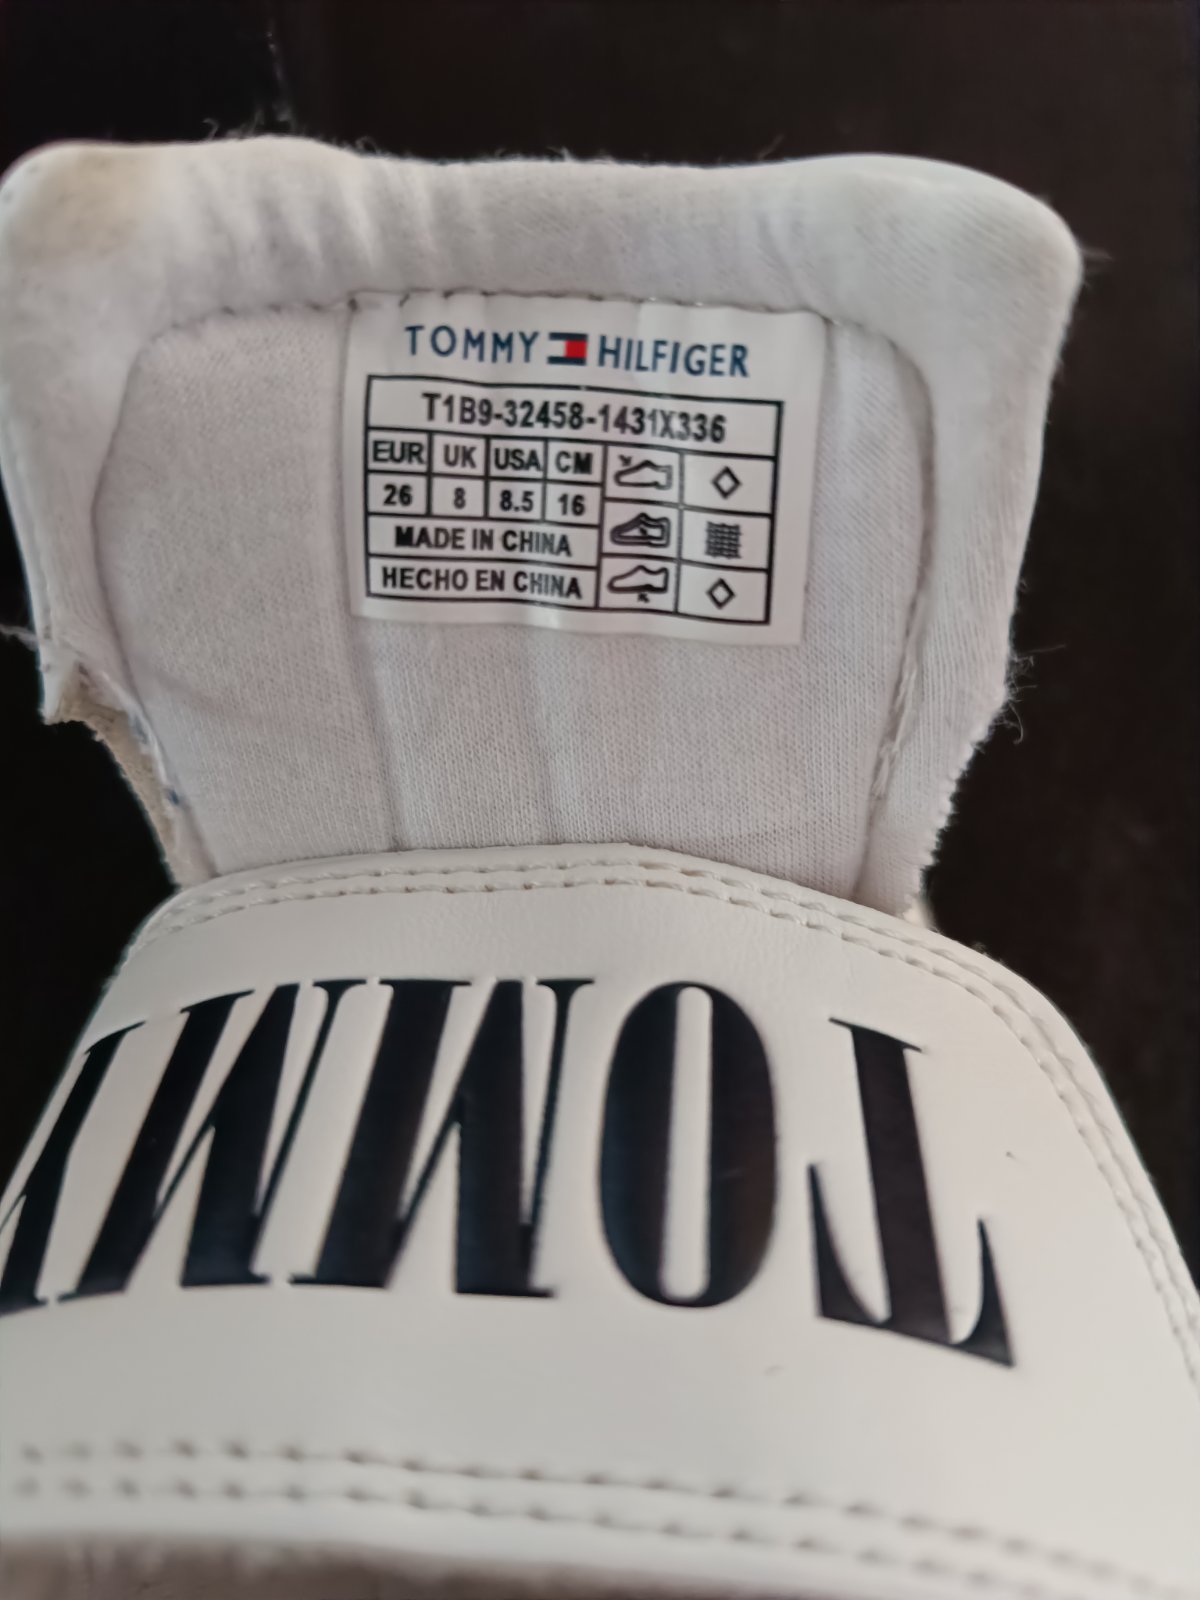 TOMMY HILFIGER
T1B9-32458-1431X336
EUR UK USA CM
26 8 8.5 16
MADE IN CHINA
HECHO EN CHINA
TOMMY